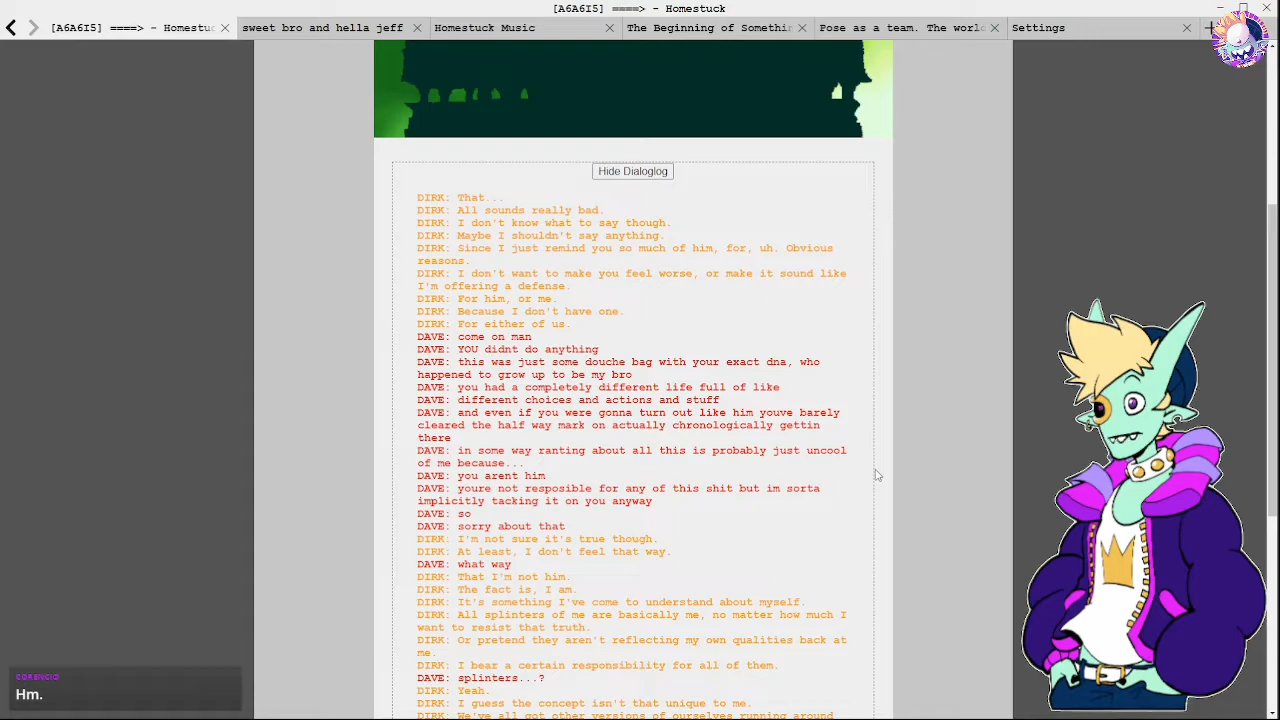 [A6A6I5] ====> - Homestuck
[A6A6I5] ====> - Homestuc
sweet bro and hella jeff
Homestuck Music
The Beginning of Somethin
Pose as a team. The worl
Settings
Hide Dialoglog
DIRK: That...
DIRK: All sounds really bad.
DIRK: I don't know what to say though.
DIRK: Maybe I shouldn't say anything.
DIRK: Since I just remind you so much of him, for, uh. Obvious
reasons.
DIRK: I don't want to make you feel worse, or make it sound like
I'm offering a defense.
DIRK: For him, or me.
DIRK: Because I don't have one.
DIRK: For either of us.
DAVE: come on man
DAVE: YOU didnt do anything
DAVE: this was just some douche bag with your exact dna, who
happened to grow up to be my bro
DAVE: you had a completely different life full of like
DAVE: different choices and actions and stuff
DAVE: and even if you were gonna turn out like him youve barely
cleared the half way mark on actually chronologically gettin
there
DAVE: in some way ranting about all this is probably just uncool
of me because...
DAVE: you arent him
DAVE: youre not resposible for any of this shit but im sorta
implicitly tacking it on you anyway
DAVE: so
DAVE: sorry about that
DIRK: I'm not sure it's true though.
DIRK: At least, I don't feel that way.
DAVE: what way
DIRK: That I'm not him.
DIRK: The fact is, I am.
DIRK: It's something I've come to understand about myself.
DIRK: All splinters of me are basically me, no matter how much I
want to resist that truth.
DIRK: Or pretend they aren't reflecting my own qualities back at
me.
DIRK: I bear a certain responsibility for all of them.
DAVE: splinters...?
DIRK: Yeah.
DIRK: I guess the concept isn't that unique to me.
DIRK: We've all got other versions of ourselves running around
Hm.